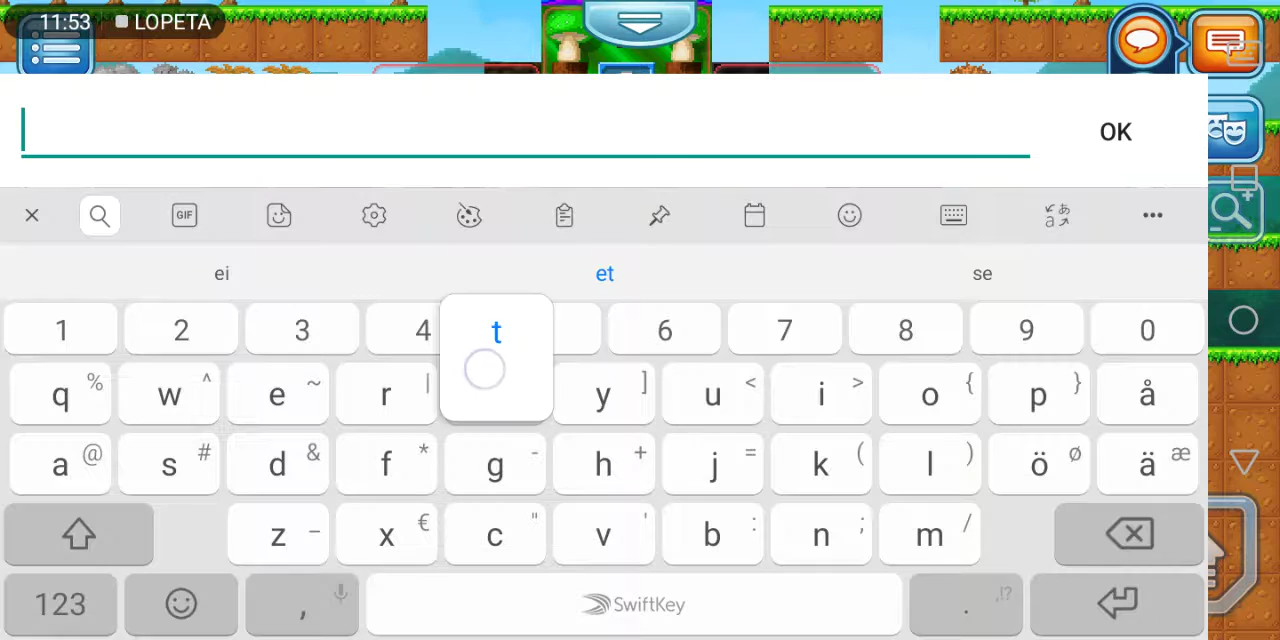 11:53 LOPETA
OK
GIF
a あ
ei et se
1 2 3 4 6 7 8 9 0
q % w ^ e ~ r | t y ] u < i > o { p } å
a @ s # d & f * g - h + j = k ( l ) ö ø ä æ
z _ x € c " v ' b : n ; m /
123 , SwiftKey . ,!?